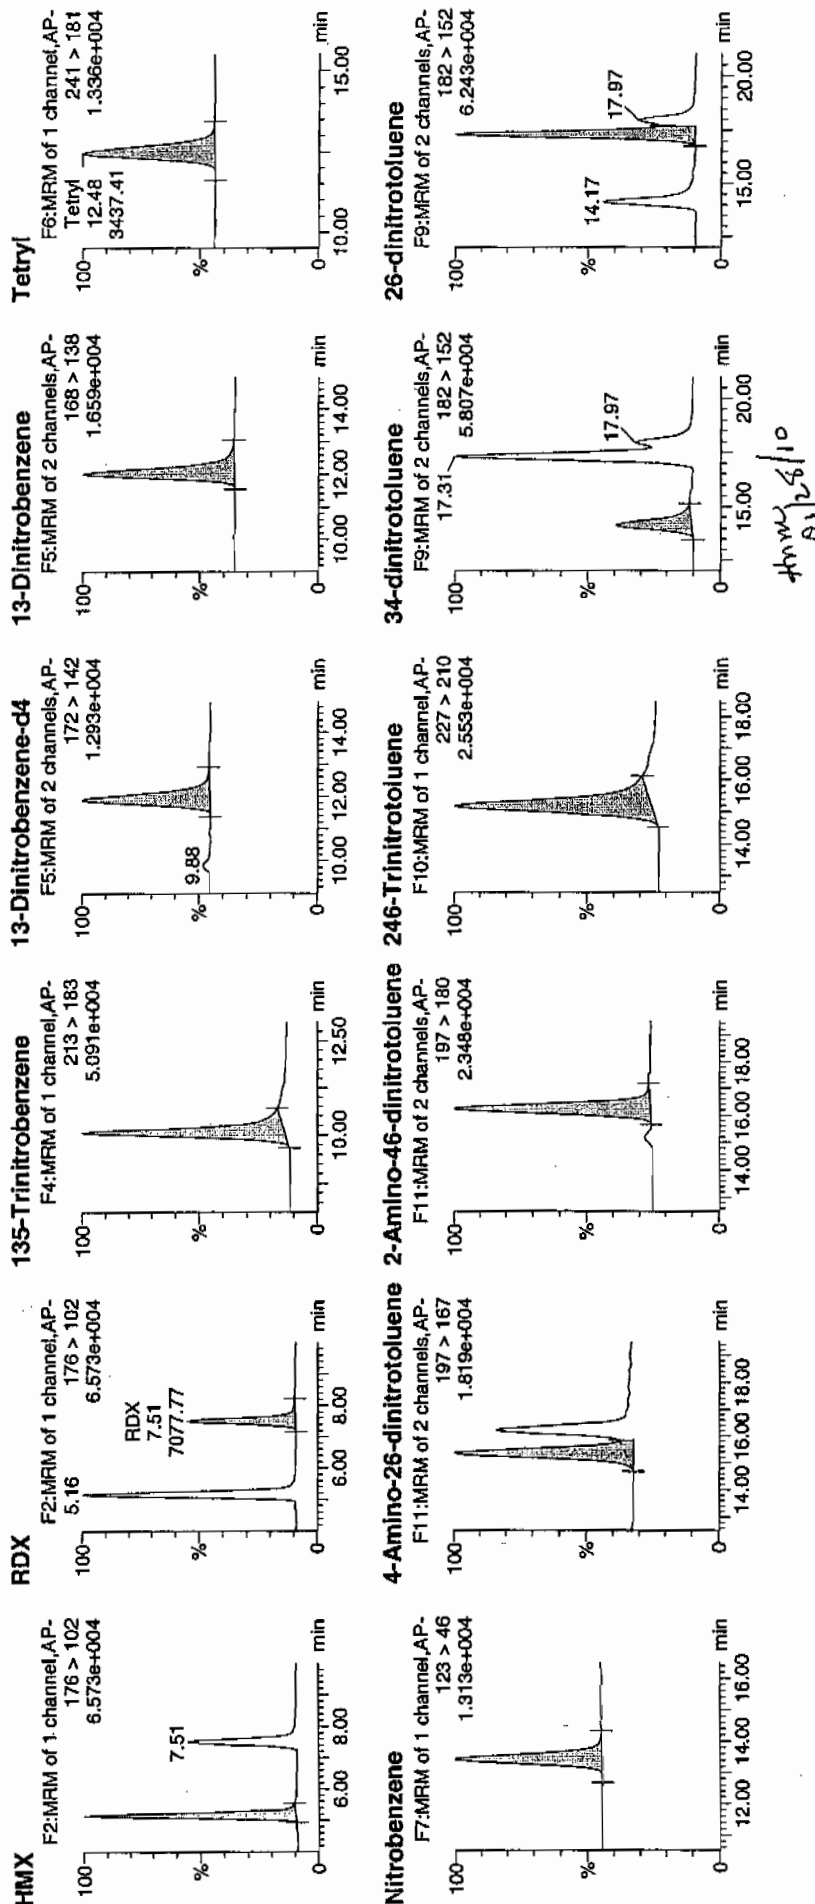 HMX
F2:MRM of 1 channel,AP-
176 > 102
6.573e+004
100
7.51
%
0
6.00 8.00
min
RDX
F2:MRM of 1 channel,AP-
176 > 102
6.573e+004
100
5.16
RDX
7.51
7077.77
%
0
6.00 8.00
min
135-Trinitrobenzene
F4:MRM of 1 channel,AP-
213 > 183
5.091e+004
100
%
0
10.00 12.50
min
13-Dinitrobenzene-d4
F5:MRM of 2 channels,AP-
172 > 142
1.293e+004
100
9.88
%
0
10.00 12.00 14.00
min
13-Dinitrobenzene
F5:MRM of 2 channels,AP-
168 > 138
1.659e+004
100
%
0
10.00 12.00 14.00
min
Tetryl
F6:MRM of 1 channel,AP-
241 > 181
1.336e+004
100
Tetryl
12.48
3437.41
%
0
10.00 15.00
min
Nitrobenzene
F7:MRM of 1 channel,AP-
123 > 46
1.313e+004
100
%
0
12.00 14.00 16.00
min
4-Amino-26-dinitrotoluene
F11:MRM of 2 channels,AP-
197 > 167
1.819e+004
100
%
0
14.00 16.00 18.00
min
2-Amino-46-dinitrotoluene
F11:MRM of 2 channels,AP-
197 > 180
2.348e+004
100
%
0
14.00 16.00 18.00
min
246-Trinitrotoluene
F10:MRM of 1 channel,AP-
227 > 210
2.553e+004
100
%
0
14.00 16.00 18.00
min
34-dinitrotoluene
F9:MRM of 2 channels,AP-
182 > 152
5.807e+004
100
17.31
17.97
%
0
15.00 20.00
min
26-dinitrotoluene
F9:MRM of 2 channels,AP-
182 > 152
6.243e+004
100
14.17
17.97
%
0
15.00 20.00
min